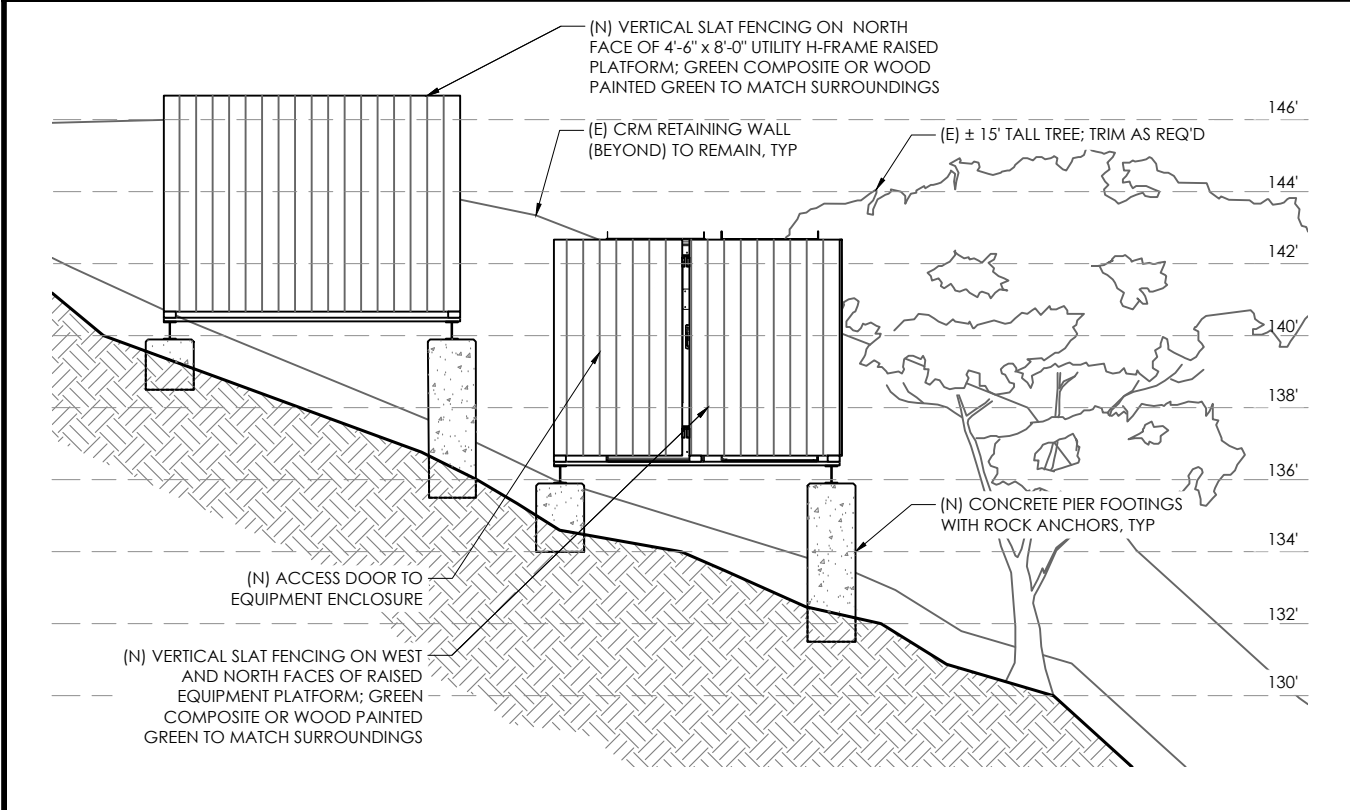 (N) VERTICAL SLAT FENCING ON NORTH
FACE OF 4'-6" x 8'-0" UTILITY H-FRAME RAISED
PLATFORM; GREEN COMPOSITE OR WOOD
PAINTED GREEN TO MATCH SURROUNDINGS
(E) CRM RETAINING WALL
(BEYOND) TO REMAIN, TYP
(E) ± 15' TALL TREE; TRIM AS REQ'D
146'
144'
142'
140'
138'
136'
134'
132'
130'
(N) CONCRETE PIER FOOTINGS
WITH ROCK ANCHORS, TYP
(N) ACCESS DOOR TO
EQUIPMENT ENCLOSURE
(N) VERTICAL SLAT FENCING ON WEST
AND NORTH FACES OF RAISED
EQUIPMENT PLATFORM; GREEN
COMPOSITE OR WOOD PAINTED
GREEN TO MATCH SURROUNDINGS